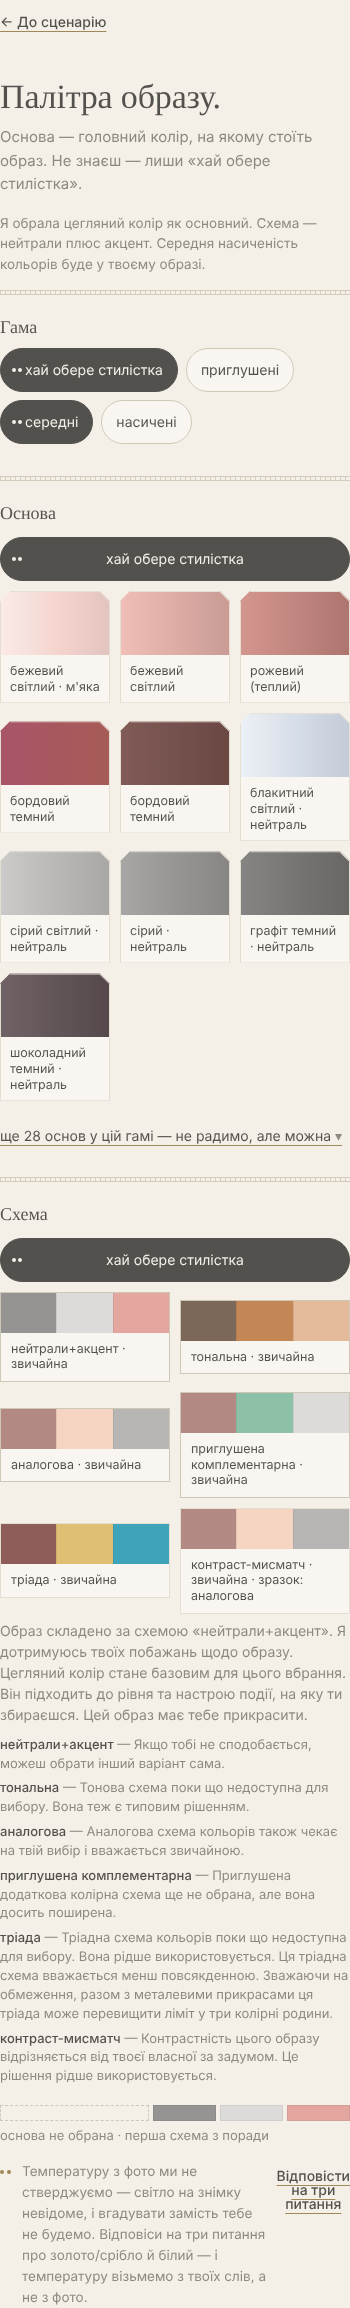 ← До сценарію
Палітра образу.
Основа — головний колір, на якому стоїть
образ. Не знаєш — лиши «хай обере
стилістка».
Я обрала цегляний колір як основний. Схема —
нейтрали плюс акцент. Середня насиченість
кольорів буде у твоєму образі.
Гама
хай обере стилістка
приглушені
середні
насичені
Основа
хай обере стилістка
бежевий
світлий · м'яка
бежевий
світлий
рожевий
(теплий)
бордовий
темний
бордовий
темний
блакитний
світлий ·
нейтраль
сірий світлий ·
нейтраль
сірий ·
нейтраль
графіт темний
· нейтраль
шоколадний
темний ·
нейтраль
ще 28 основ у цій гамі — не радимо, але можна ▾
Схема
хай обере стилістка
нейтрали+акцент ·
звичайна
тональна · звичайна
аналогова · звичайна
приглушена
комплементарна ·
звичайна
тріада · звичайна
контраст-мисматч ·
звичайна · зразок:
аналогова
Образ складено за схемою «нейтрали+акцент». Я
дотримуюсь твоїх побажань щодо образу.
Цегляний колір стане базовим для цього вбрання.
Він підходить до рівня та настрою події, на яку ти
збираєшся. Цей образ має тебе прикрасити.
нейтрали+акцент — Якщо тобі не сподобається,
можеш обрати інший варіант сама.
тональна — Тонова схема поки що недоступна для
вибору. Вона теж є типовим рішенням.
аналогова — Аналогова схема кольорів також чекає
на твій вибір і вважається звичайною.
приглушена комплементарна — Приглушена
додаткова колірна схема ще не обрана, але вона
досить поширена.
тріада — Тріадна схема кольорів поки що недоступна
для вибору. Вона рідше використовується. Ця тріадна
схема вважається менш повсякденною. Зважаючи на
обмеження, разом з металевими прикрасами ця
тріада може перевищити ліміт у три колірні родини.
контраст-мисматч — Контрастність цього образу
відрізняється від твоєї власної за задумом. Це
рішення рідше використовується.
основа не обрана · перша схема з поради
Температуру з фото ми не
стверджуємо — світло на знімку
невідоме, і вгадувати замість тебе
не будемо. Відповіси на три питання
про золото/срібло й білий — і
температуру візьмемо з твоїх слів, а
не з фото.
Відповісти
на три
питання